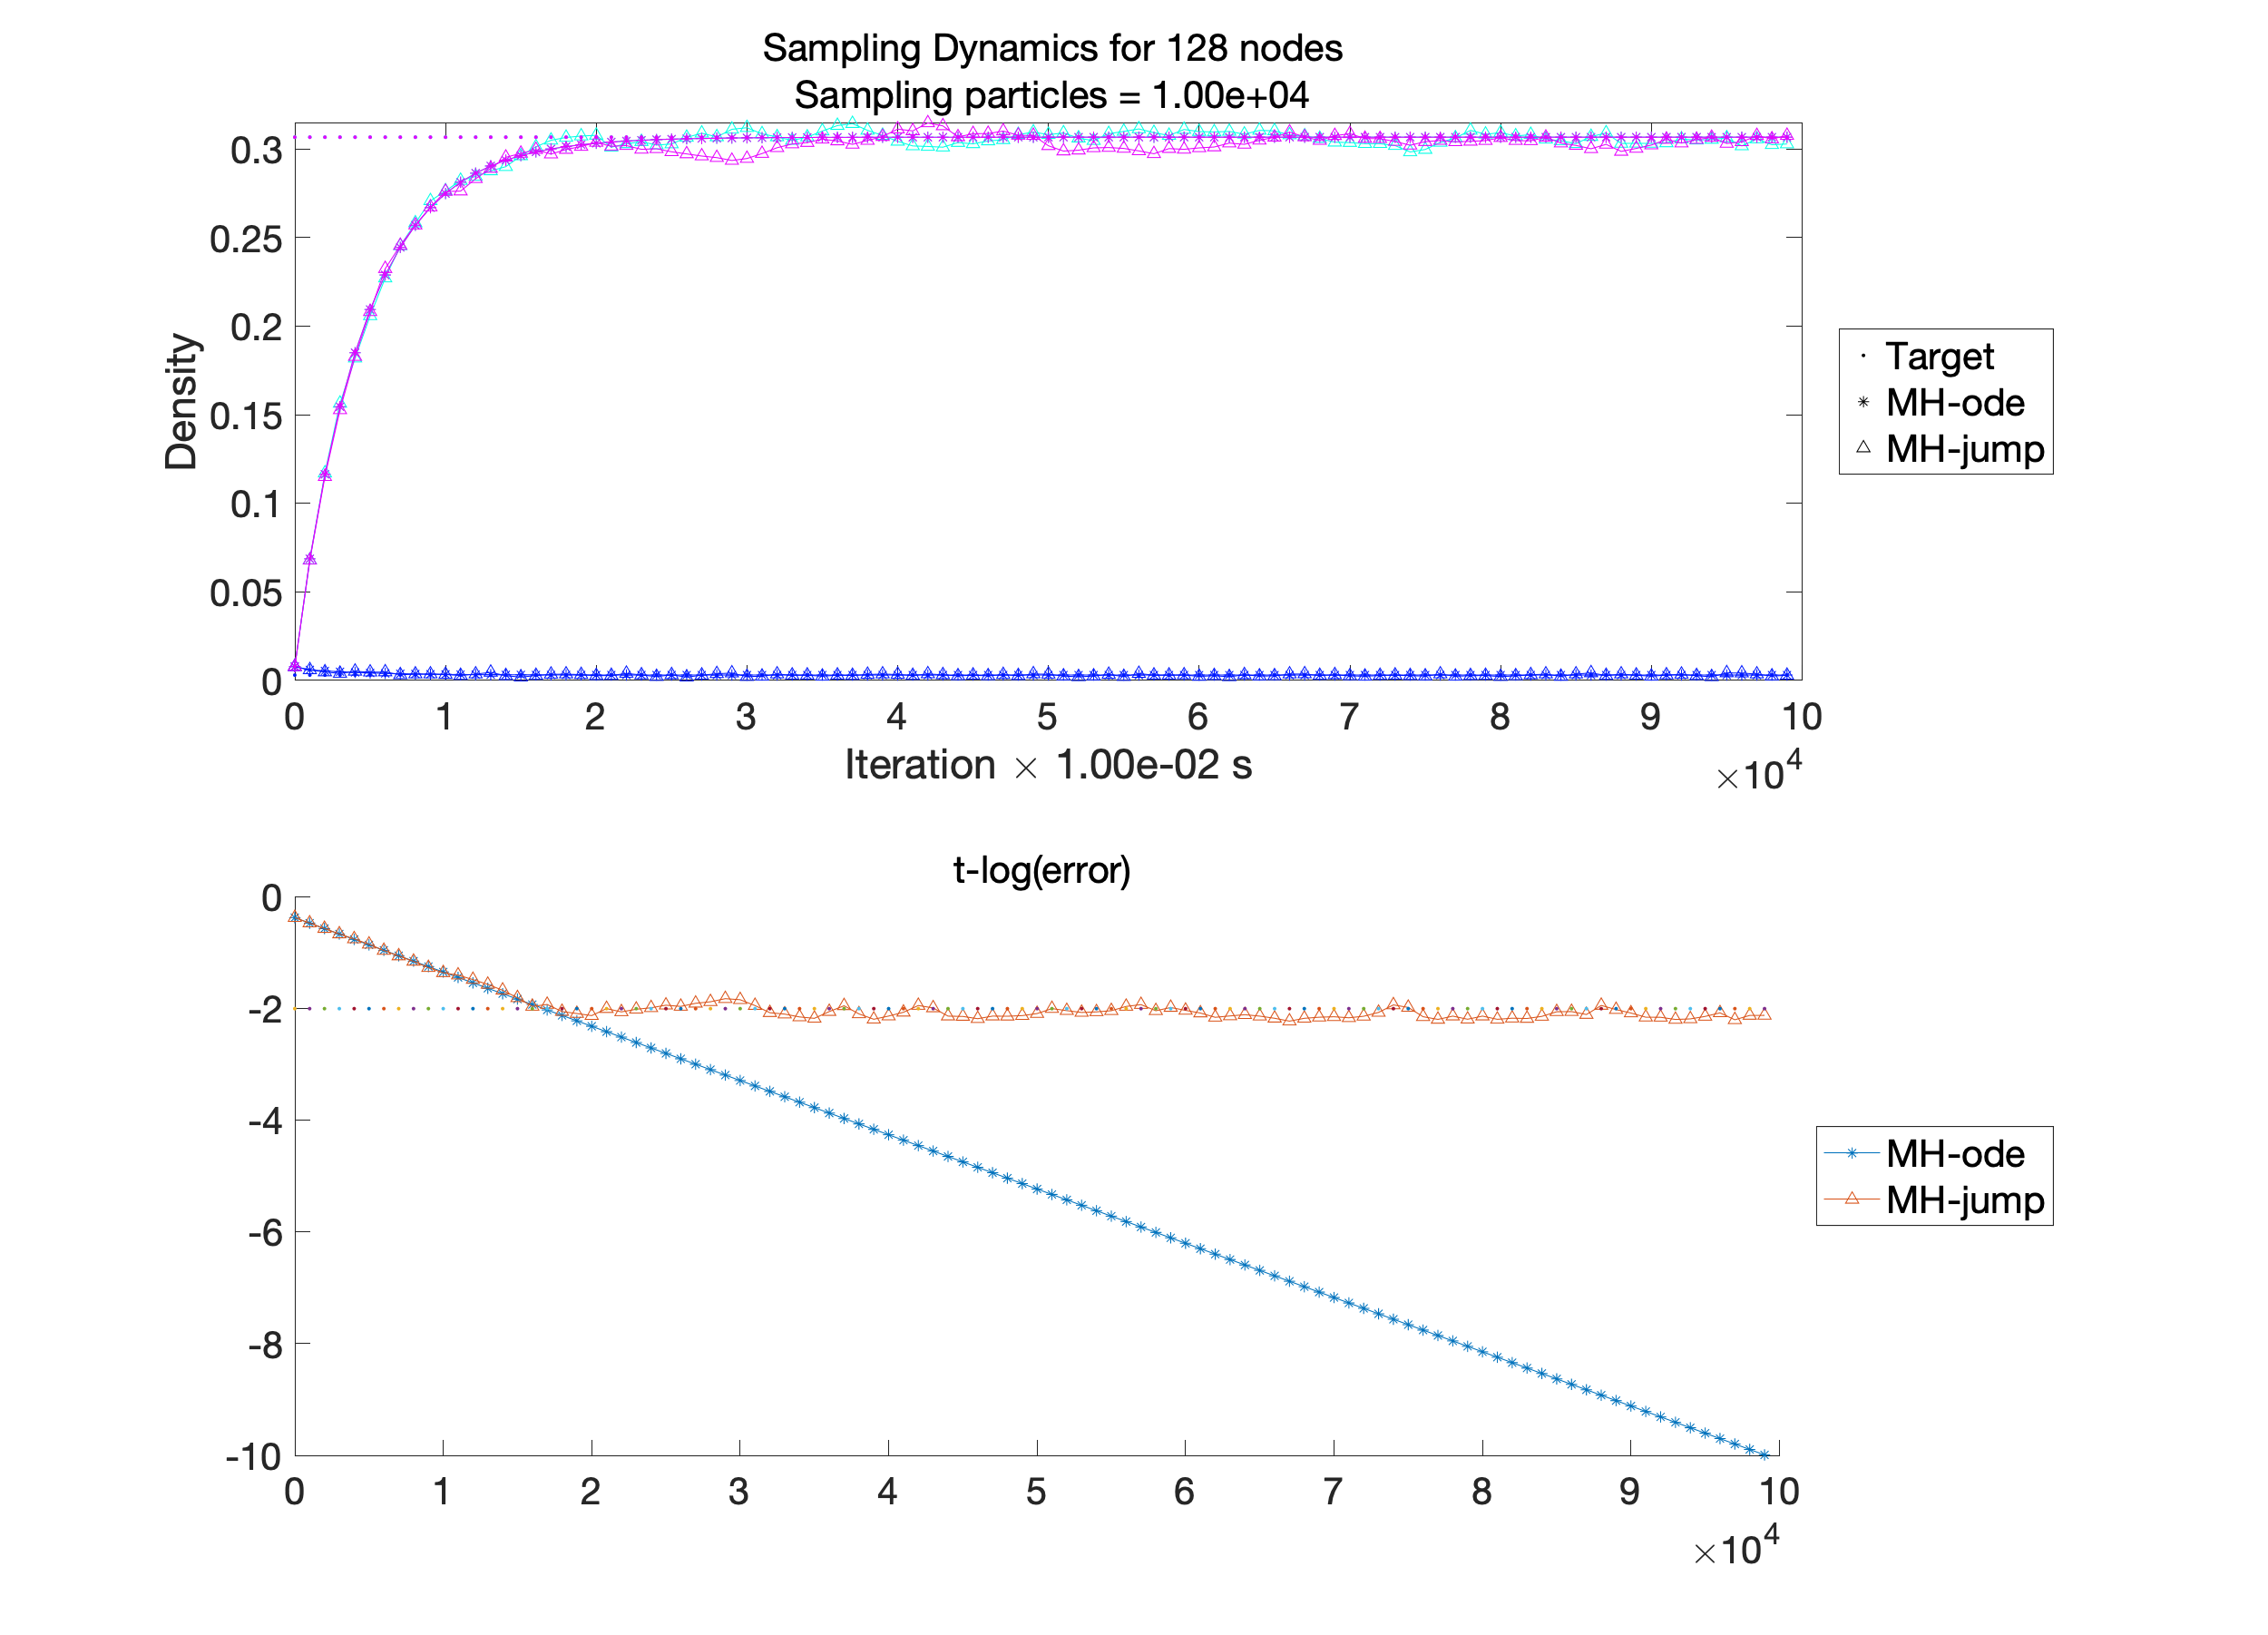 Sampling Dynamics for 128 nodes
Sampling particles = 1.00e+04
Density
0.3
0.25
0.2
0.15
0.1
0.05
0
0 1 2 3 4 5 6 7 8 9 10
×10^4
Iteration × 1.00e-02 s
Target
MH-ode
MH-jump
t-log(error)
0
-2
-4
-6
-8
-10
0 1 2 3 4 5 6 7 8 9 10
×10^4
MH-ode
MH-jump